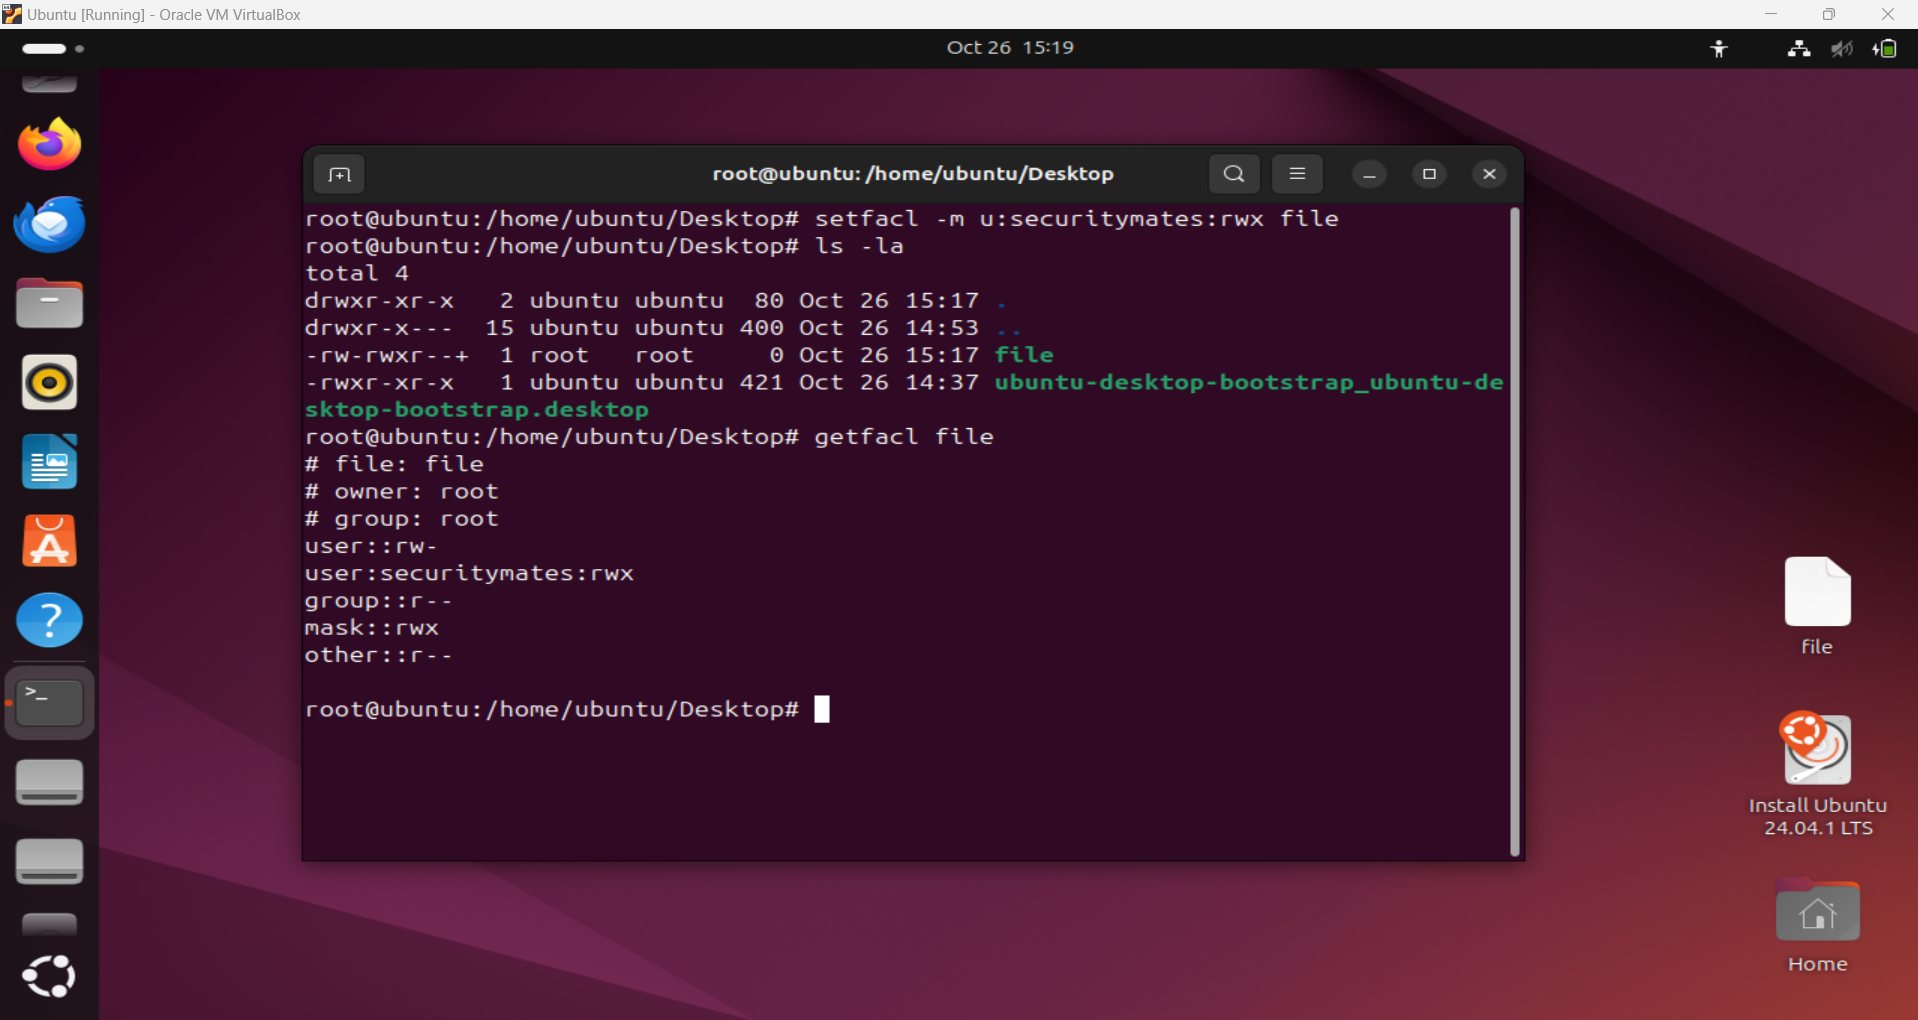 Ubuntu [Running] - Oracle VM VirtualBox
Oct 26 15:19
root@ubuntu: /home/ubuntu/Desktop
root@ubuntu:/home/ubuntu/Desktop# setfacl -m u:securitymates:rwx file
root@ubuntu:/home/ubuntu/Desktop# ls -la
total 4
drwxr-xr-x   2 ubuntu ubuntu  80 Oct 26 15:17 .
drwxr-x---  15 ubuntu ubuntu 400 Oct 26 14:53 ..
-rw-rwxr--+  1 root   root     0 Oct 26 15:17 file
-rwxr-xr-x   1 ubuntu ubuntu 421 Oct 26 14:37 ubuntu-desktop-bootstrap_ubuntu-de
sktop-bootstrap.desktop
root@ubuntu:/home/ubuntu/Desktop# getfacl file
# file: file
# owner: root
# group: root
user::rw-
user:securitymates:rwx
group::r--
mask::rwx
other::r--
root@ubuntu:/home/ubuntu/Desktop#
file
Install Ubuntu
24.04.1 LTS
Home